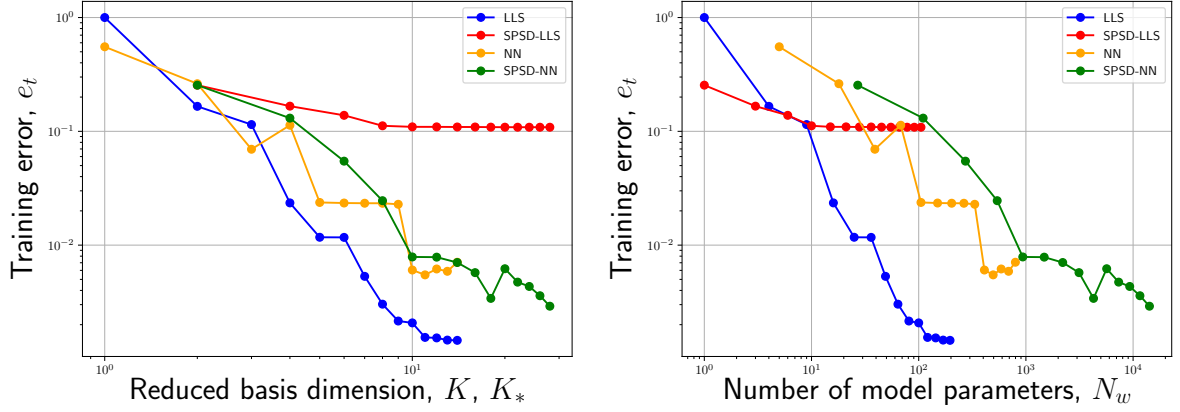 Training error, e_t
10⁰
10⁻¹
10⁻²
10⁰
10¹
Reduced basis dimension, K, K_*
LLS
SPSD-LLS
NN
SPSD-NN
Training error, e_t
10⁰
10⁻¹
10⁻²
10⁰
10¹
10²
10³
10⁴
Number of model parameters, N_w
LLS
SPSD-LLS
NN
SPSD-NN